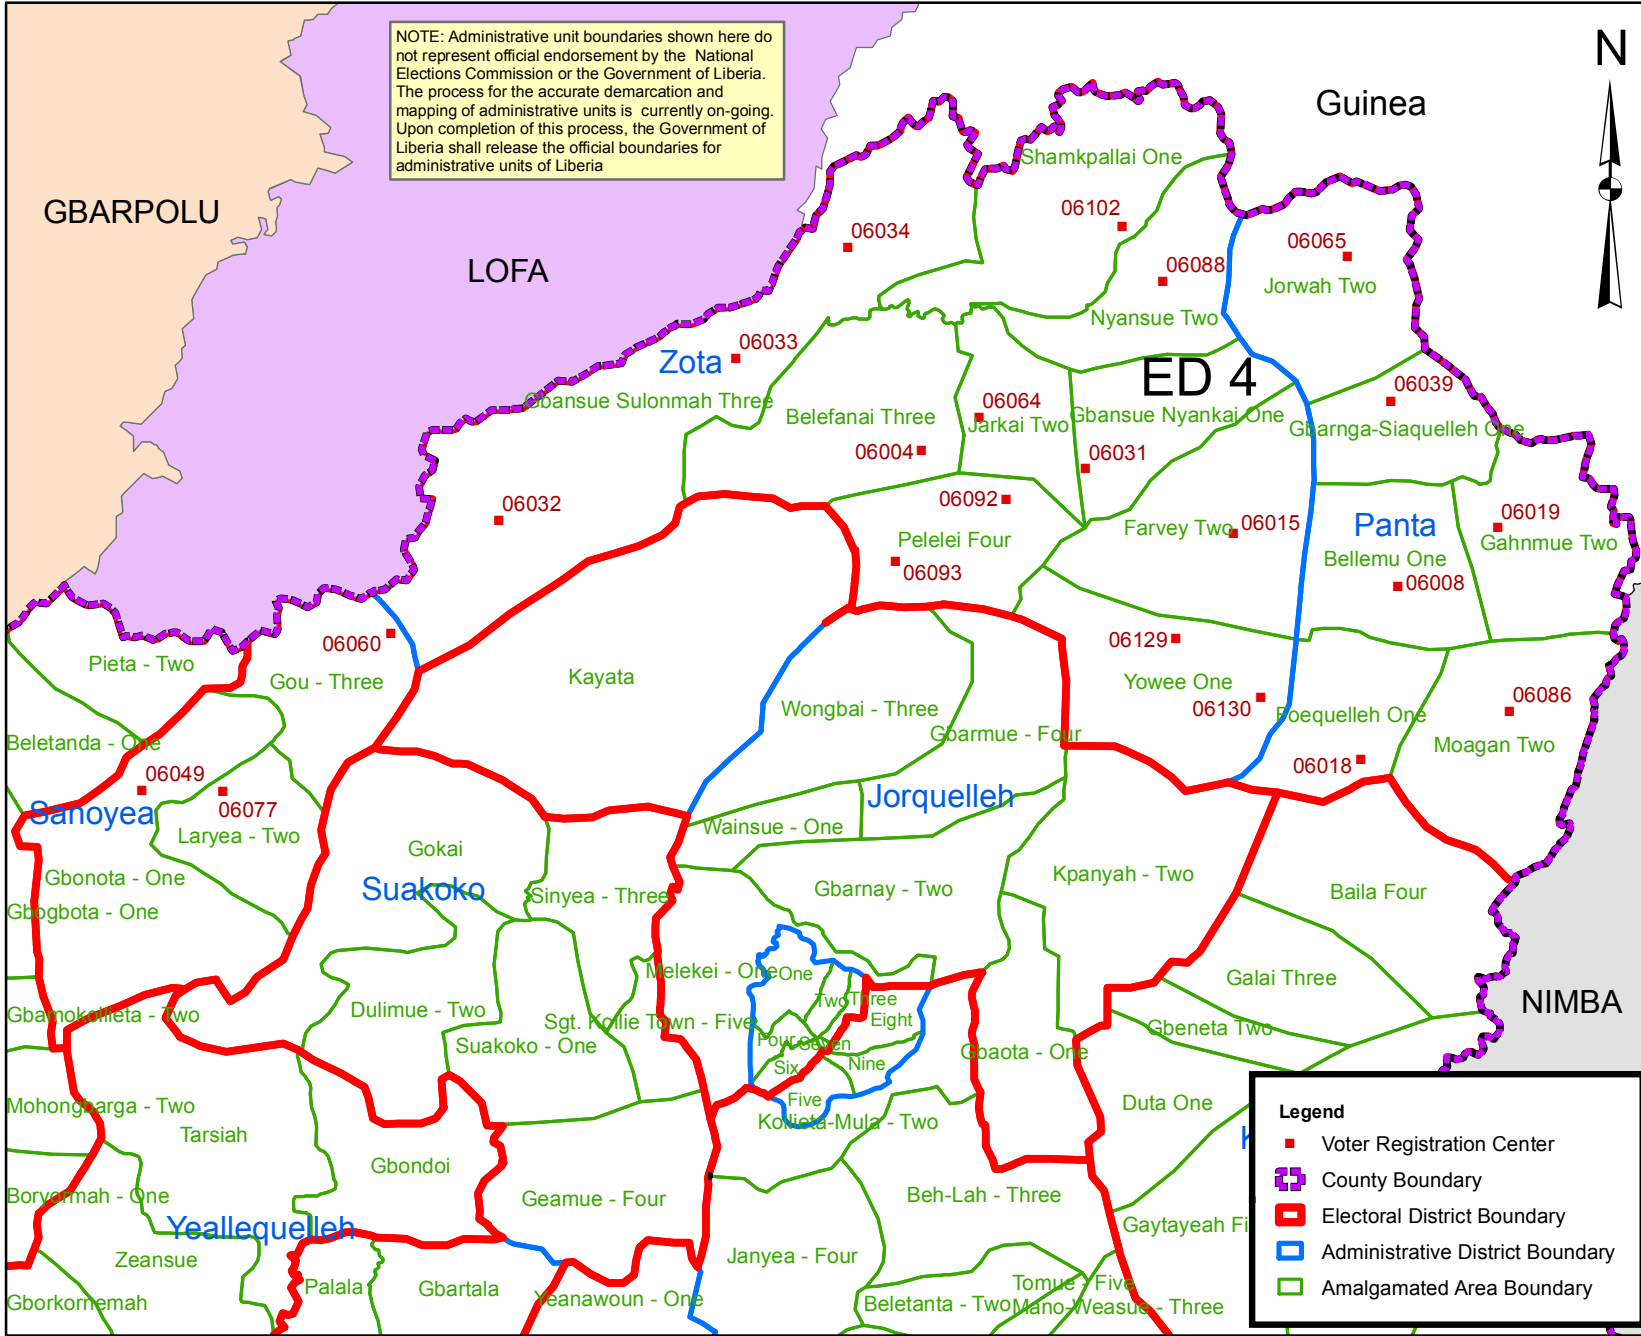 NOTE: Administrative unit boundaries shown here do
not represent official endorsement by the National
Elections Commission or the Government of Liberia.
The process for the accurate demarcation and
mapping of administrative units is currently on-going.
Upon completion of this process, the Government of
Liberia shall release the official boundaries for
administrative units of Liberia
N
Guinea
GBARPOLU
LOFA
Shamkpallai One
06102
06034
06065
06088
Jorwah Two
Nyansue Two
06033
Zota
ED 4
06039
Gbansue Sulonmah Three
Belefanai Three
06064
Jarkai Two
Gbansue Nyankai One
Gbarnga-Siaquelleh One
06004
06031
06032
06092
06015
Farvey Two
Panta
06019
Gahnmue Two
Pelelei Four
06093
Bellemu One
06008
06060
06129
Pieta - Two
Gou - Three
Kayata
Yowee One
06130
06086
Wongbai - Three
Foequelleh One
Gbarmue - Four
Moagan Two
Beletanda - One
06049
06018
06077
Sanoyea
Jorquelleh
Laryea - Two
Wainsue - One
Gokai
Gbonota - One
Suakoko
Sinyea - Three
Gbarnay - Two
Kpanyah - Two
Baila Four
Gbogbota - One
Melekei - One
One
Galai Three
Two
Three
NIMBA
Gbamokollieta - Two
Dulimue - Two
Sgt. Kollie Town - Five
Eight
Gbeneta Two
Suakoko - One
Four
Seven
Gbaota - One
Six
Nine
Mohongbarga - Two
Five
Duta One
Kollieta-Mula - Two
Tarsiah
Gbondoi
K
Boryormah - One
Geamue - Four
Beh-Lah - Three
Yeallequelleh
Gaytayeah Fi
Zeansue
Janyea - Four
Palala
Gbartala
Tomue - Five
Gborkornemah
Yeanawoun - One
Beletanta - Two
Mano-Weasue - Three
Legend
Voter Registration Center
County Boundary
Electoral District Boundary
Administrative District Boundary
Amalgamated Area Boundary